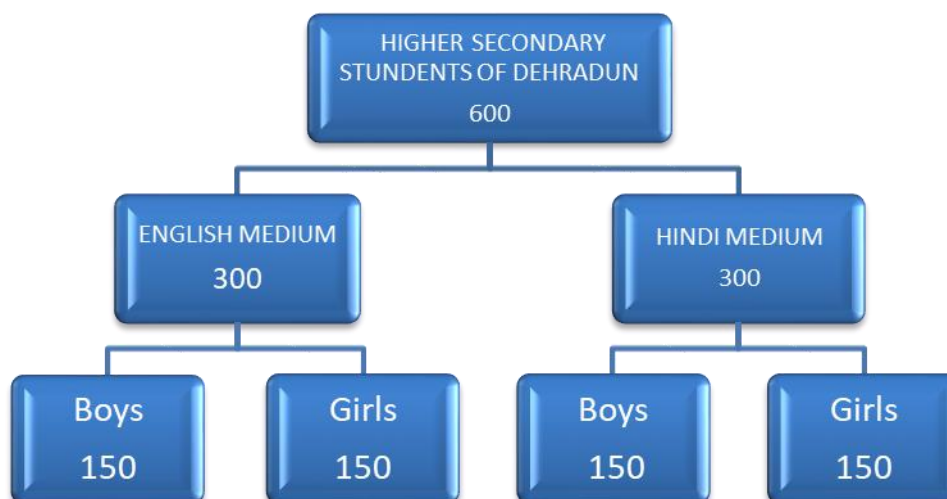 HIGHER SECONDARY
STUNDENTS OF DEHRADUN
600
ENGLISH MEDIUM
300
HINDI MEDIUM
300
Boys
150
Girls
150
Boys
150
Girls
150